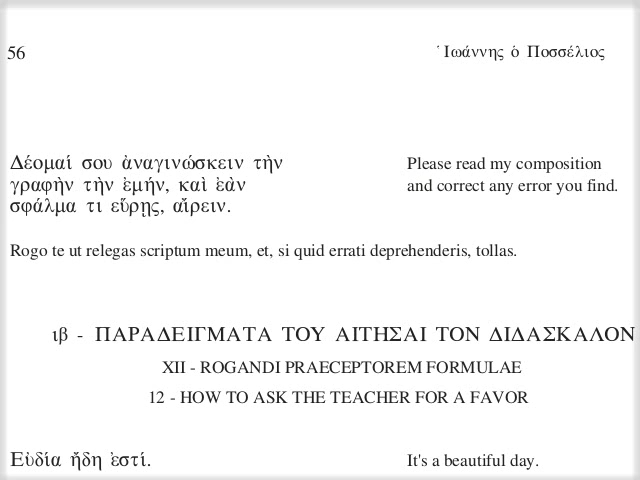 56
Ἰωάννης ὁ Ποσσέλιος
Δέομαί σου ἀναγινώσκειν τὴν
γραφὴν τὴν ἐμήν, καὶ ἐὰν
σφάλμα τι εὕρῃς, αἴρειν.
Please read my composition
and correct any error you find.
Rogo te ut relegas scriptum meum, et, si quid errati deprehenderis, tollas.
ιβ - ΠΑΡΑΔΕΙΓΜΑΤΑ ΤΟΥ ΑΙΤΗΣΑΙ ΤΟΝ ΔΙΔΑΣΚΑΛΟΝ
XII - ROGANDI PRAECEPTOREM FORMULAE
12 - HOW TO ASK THE TEACHER FOR A FAVOR
Εὐδία ἤδη ἐστί.
It's a beautiful day.